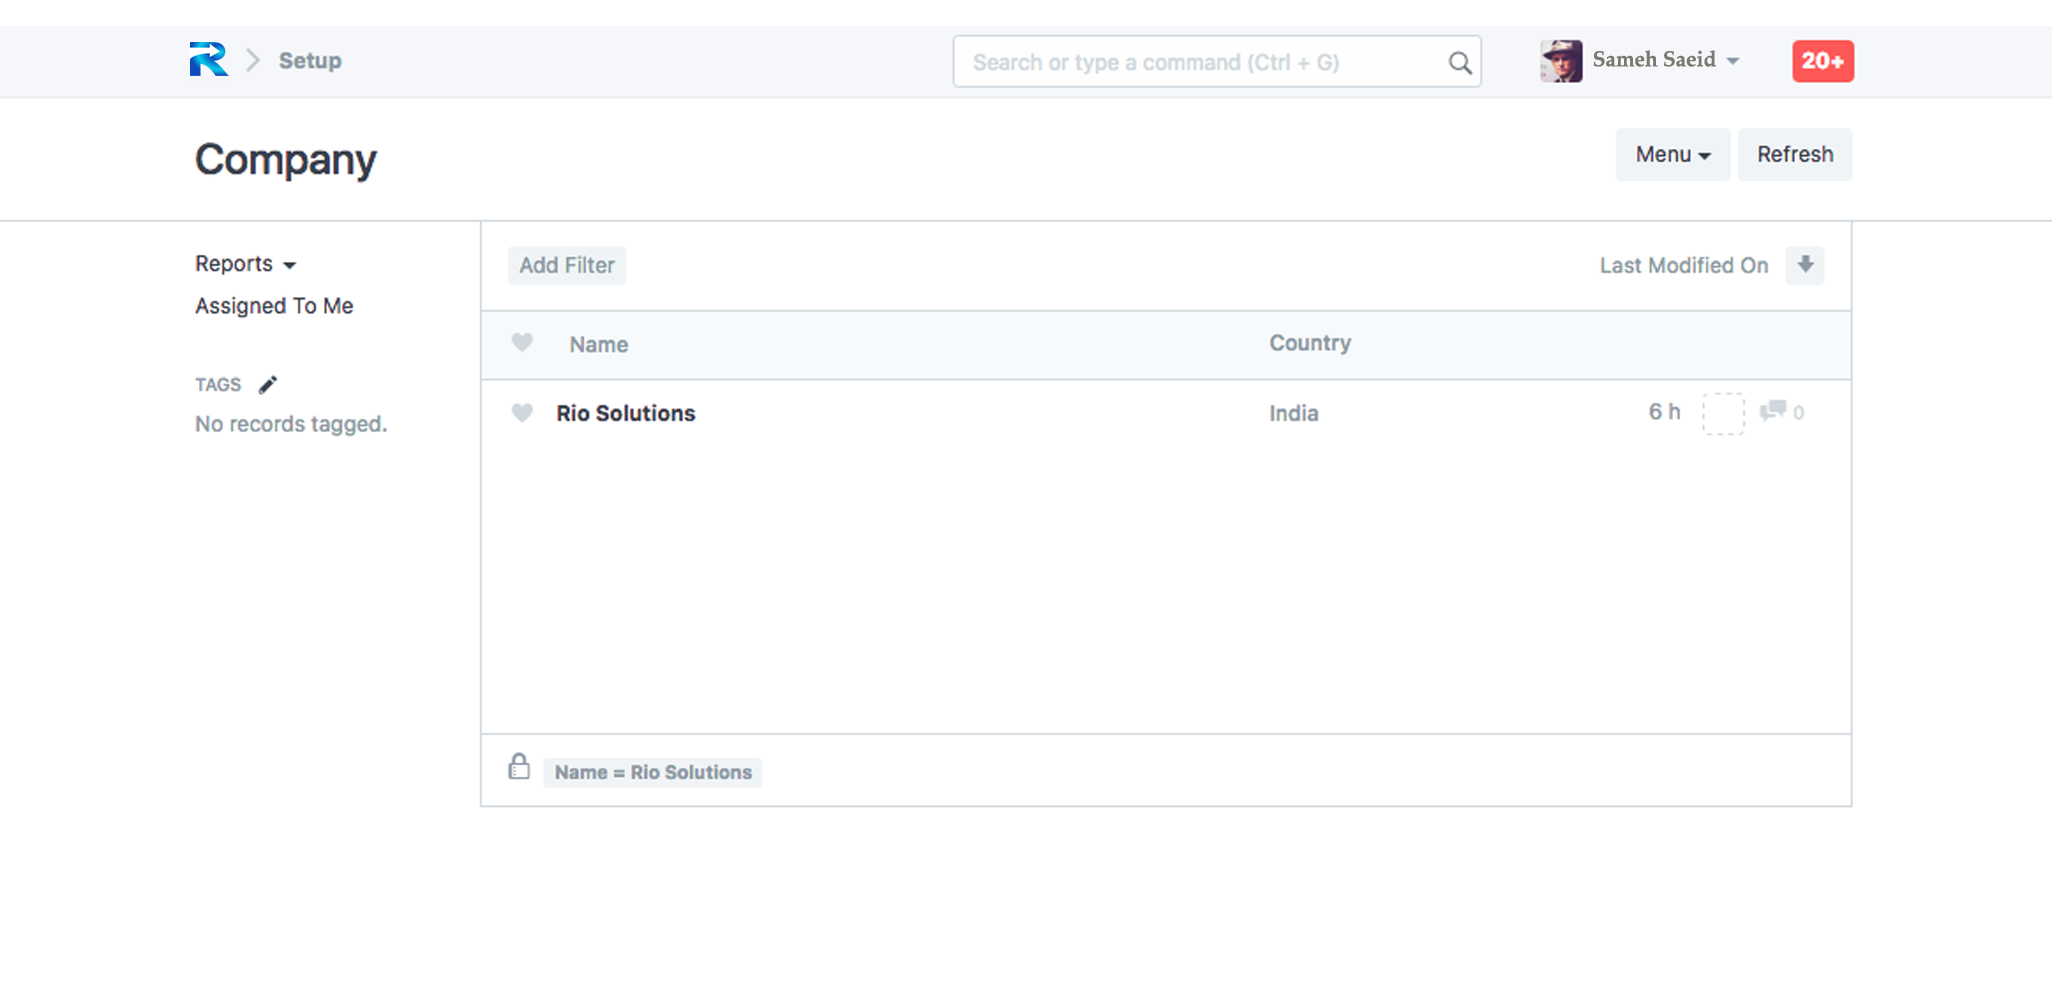 Setup
Search or type a command (Ctrl + G)
Sameh Saeid
20+
Company
Menu
Refresh
Reports
Assigned To Me
TAGS
No records tagged.
Add Filter
Last Modified On
Name
Country
Rio Solutions
India
6 h
0
Name = Rio Solutions